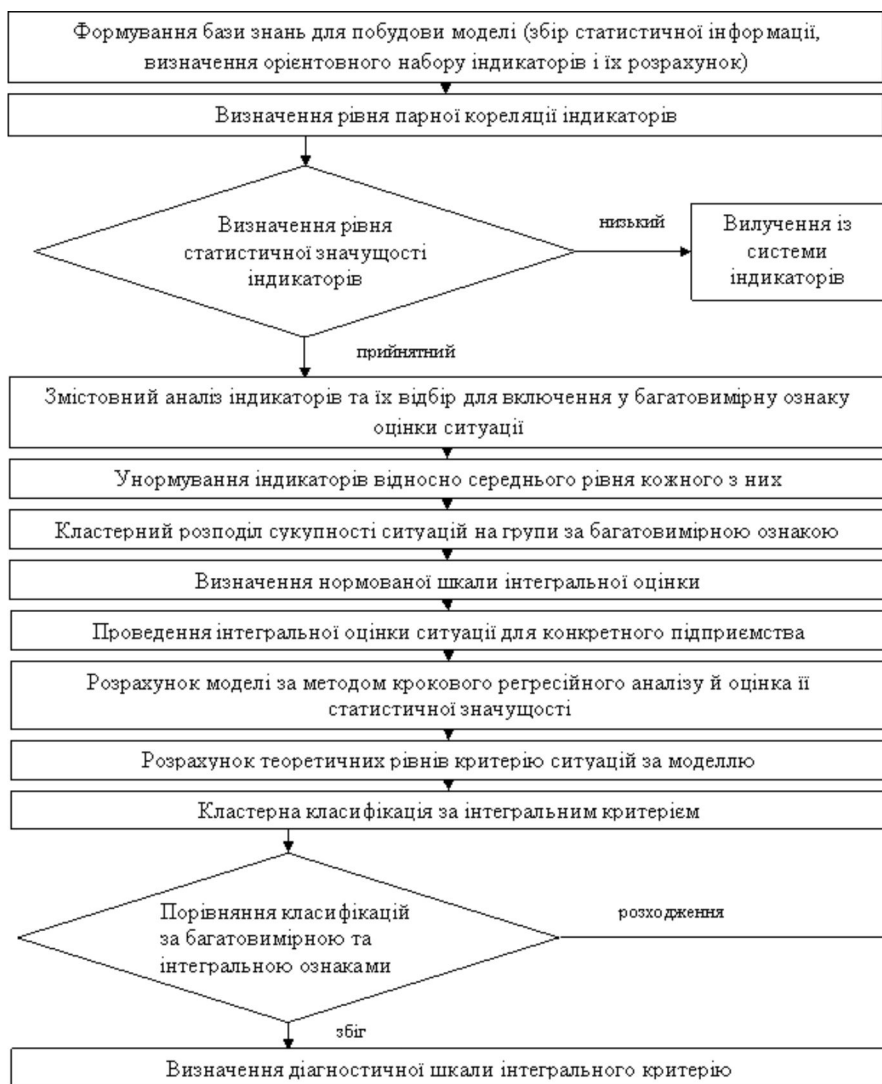 Формування бази знань для побудови моделі (збір статистичної інформації,
визначення орієнтовного набору індикаторів і їх розрахунок)
Визначення рівня парної кореляції індикаторів
Визначення рівня
статистичної значущості
індикаторів
низький
Вилучення із
системи
індикаторів
прийнятний
Змістовний аналіз індикаторів та їх відбір для включення у багатовимірну ознаку
оцінки ситуації
Унормування індикаторів відносно середнього рівня кожного з них
Кластерний розподіл сукупності ситуацій на групи за багатовимірною ознакою
Визначення нормованої шкали інтегральної оцінки
Проведення інтегральної оцінки ситуації для конкретного підприємства
Розрахунок моделі за методом крокового регресійного аналізу й оцінка її
статистичної значущості
Розрахунок теоретичних рівнів критерію ситуацій за моделлю
Кластерна класифікація за інтегральним критерієм
Порівняння класифікацій
за багатовимірною та
інтегральною ознаками
розходження
збіг
Визначення діагностичної шкали інтегрального критерію